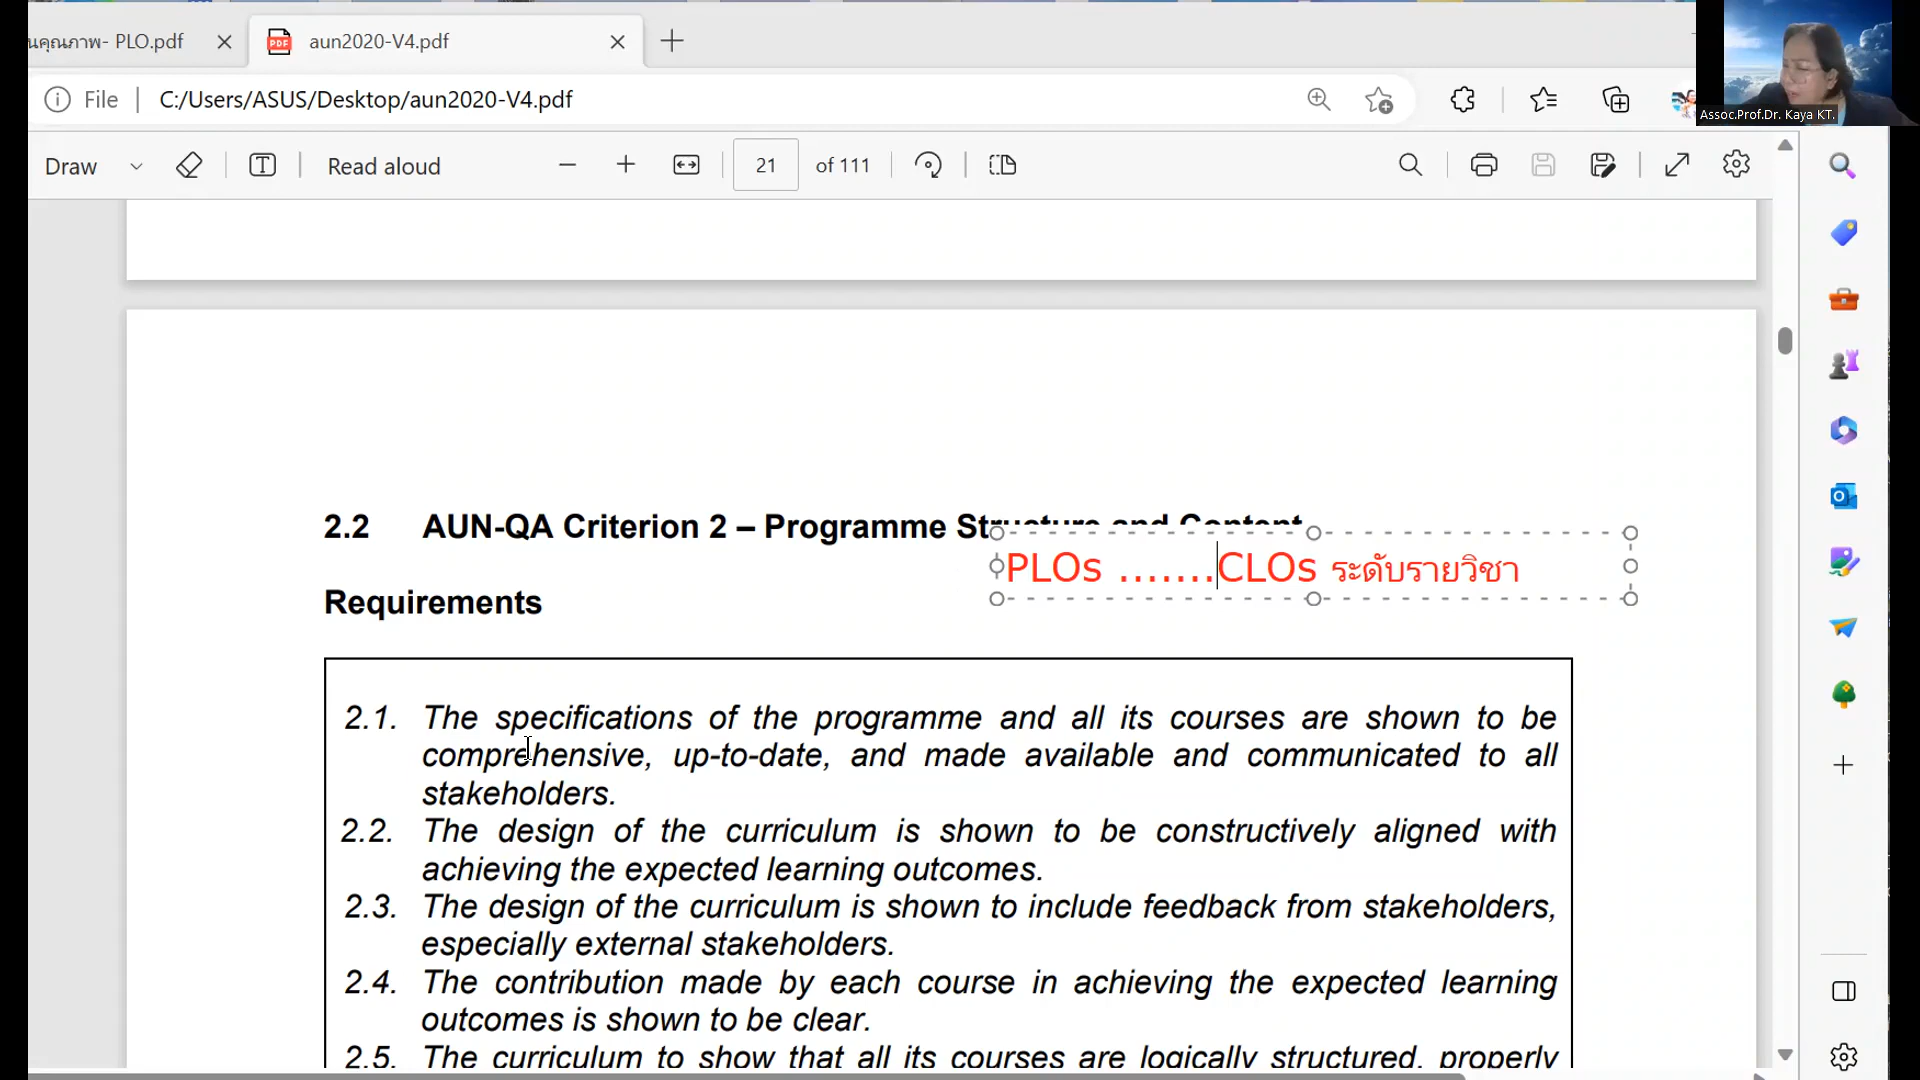 นคุณภาพ- PLO.pdf
aun2020-V4.pdf
File
C:/Users/ASUS/Desktop/aun2020-V4.pdf
Assoc.Prof.Dr. Kaya KT.
Draw
Read aloud
21
of 111
2.2 AUN-QA Criterion 2 – Programme Structure and Content
PLOs .......CLOs ระดับรายวิชา
Requirements
2.1. The specifications of the programme and all its courses are shown to be
comprehensive, up-to-date, and made available and communicated to all
stakeholders.
2.2. The design of the curriculum is shown to be constructively aligned with
achieving the expected learning outcomes.
2.3. The design of the curriculum is shown to include feedback from stakeholders,
especially external stakeholders.
2.4. The contribution made by each course in achieving the expected learning
outcomes is shown to be clear.
2.5. The curriculum to show that all its courses are logically structured, properly